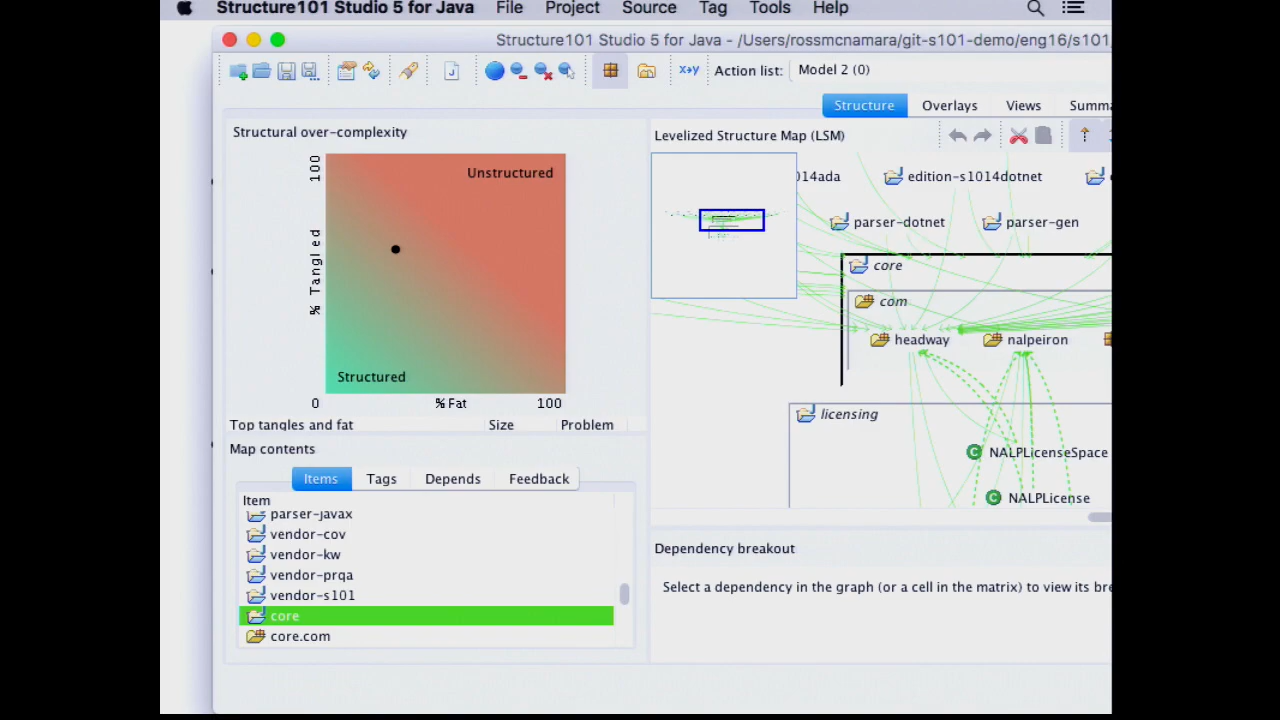 Structure101 Studio 5 for Java File Project Source Tag Tools Help
Structure101 Studio 5 for Java - /Users/rossmcnamara/git-s101-demo/eng16/s101_
J x+y Action list: Model 2 (0)
Structure Overlays Views Summa
Structural over-complexity
Levelized Structure Map (LSM)
100
% Tangled
Unstructured
Structured
0 % Fat 100
014ada edition-s1014dotnet
parser-dotnet parser-gen
core
com
headway nalpeiron
licensing
C NALPLicenseSpace
C NALPLicense
Top tangles and fat Size Problem
Map contents
Items Tags Depends Feedback
Item
parser-javax
vendor-cov
vendor-kw
vendor-prqa
vendor-s101
core
core.com
Dependency breakout
Select a dependency in the graph (or a cell in the matrix) to view its bre